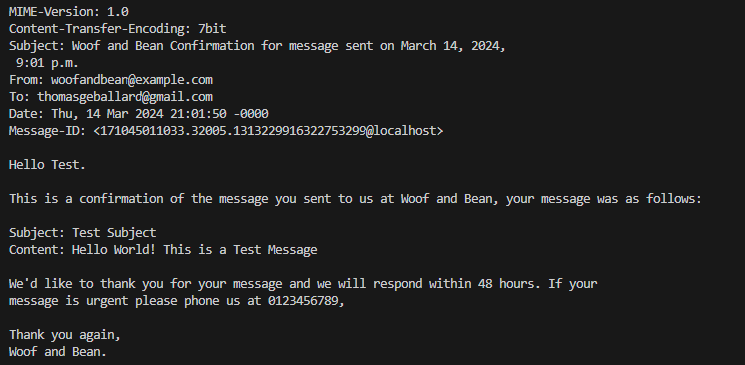 MIME-Version: 1.0
Content-Transfer-Encoding: 7bit
Subject: Woof and Bean Confirmation for message sent on March 14, 2024,
 9:01 p.m.
From: woofandbean@example.com
To: thomasgeballard@gmail.com
Date: Thu, 14 Mar 2024 21:01:50 -0000
Message-ID: <171045011033.32005.1313229916322753299@localhost>

Hello Test.

This is a confirmation of the message you sent to us at Woof and Bean, your message was as follows:

Subject: Test Subject
Content: Hello World! This is a Test Message

We'd like to thank you for your message and we will respond within 48 hours. If your
message is urgent please phone us at 0123456789,

Thank you again,
Woof and Bean.